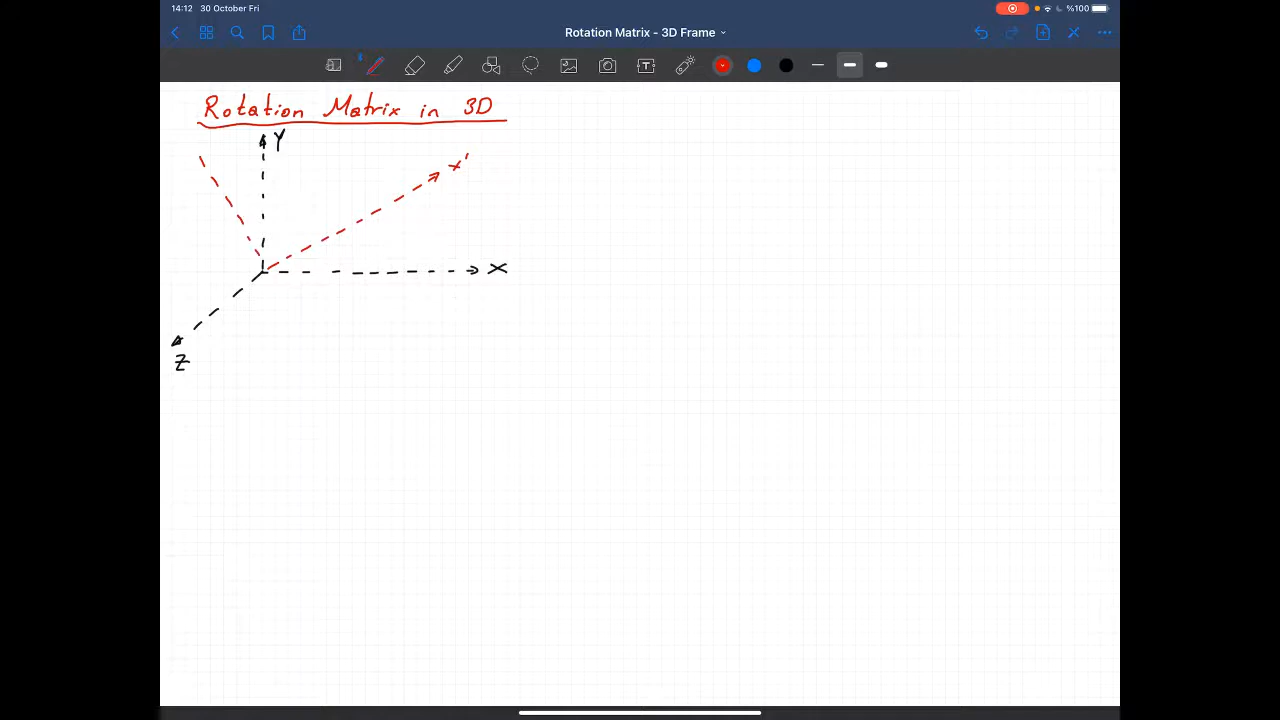 14:12 30 October Fri %100
Rotation Matrix - 3D Frame
Rotation Matrix in 3D
Y
x'
X
Z